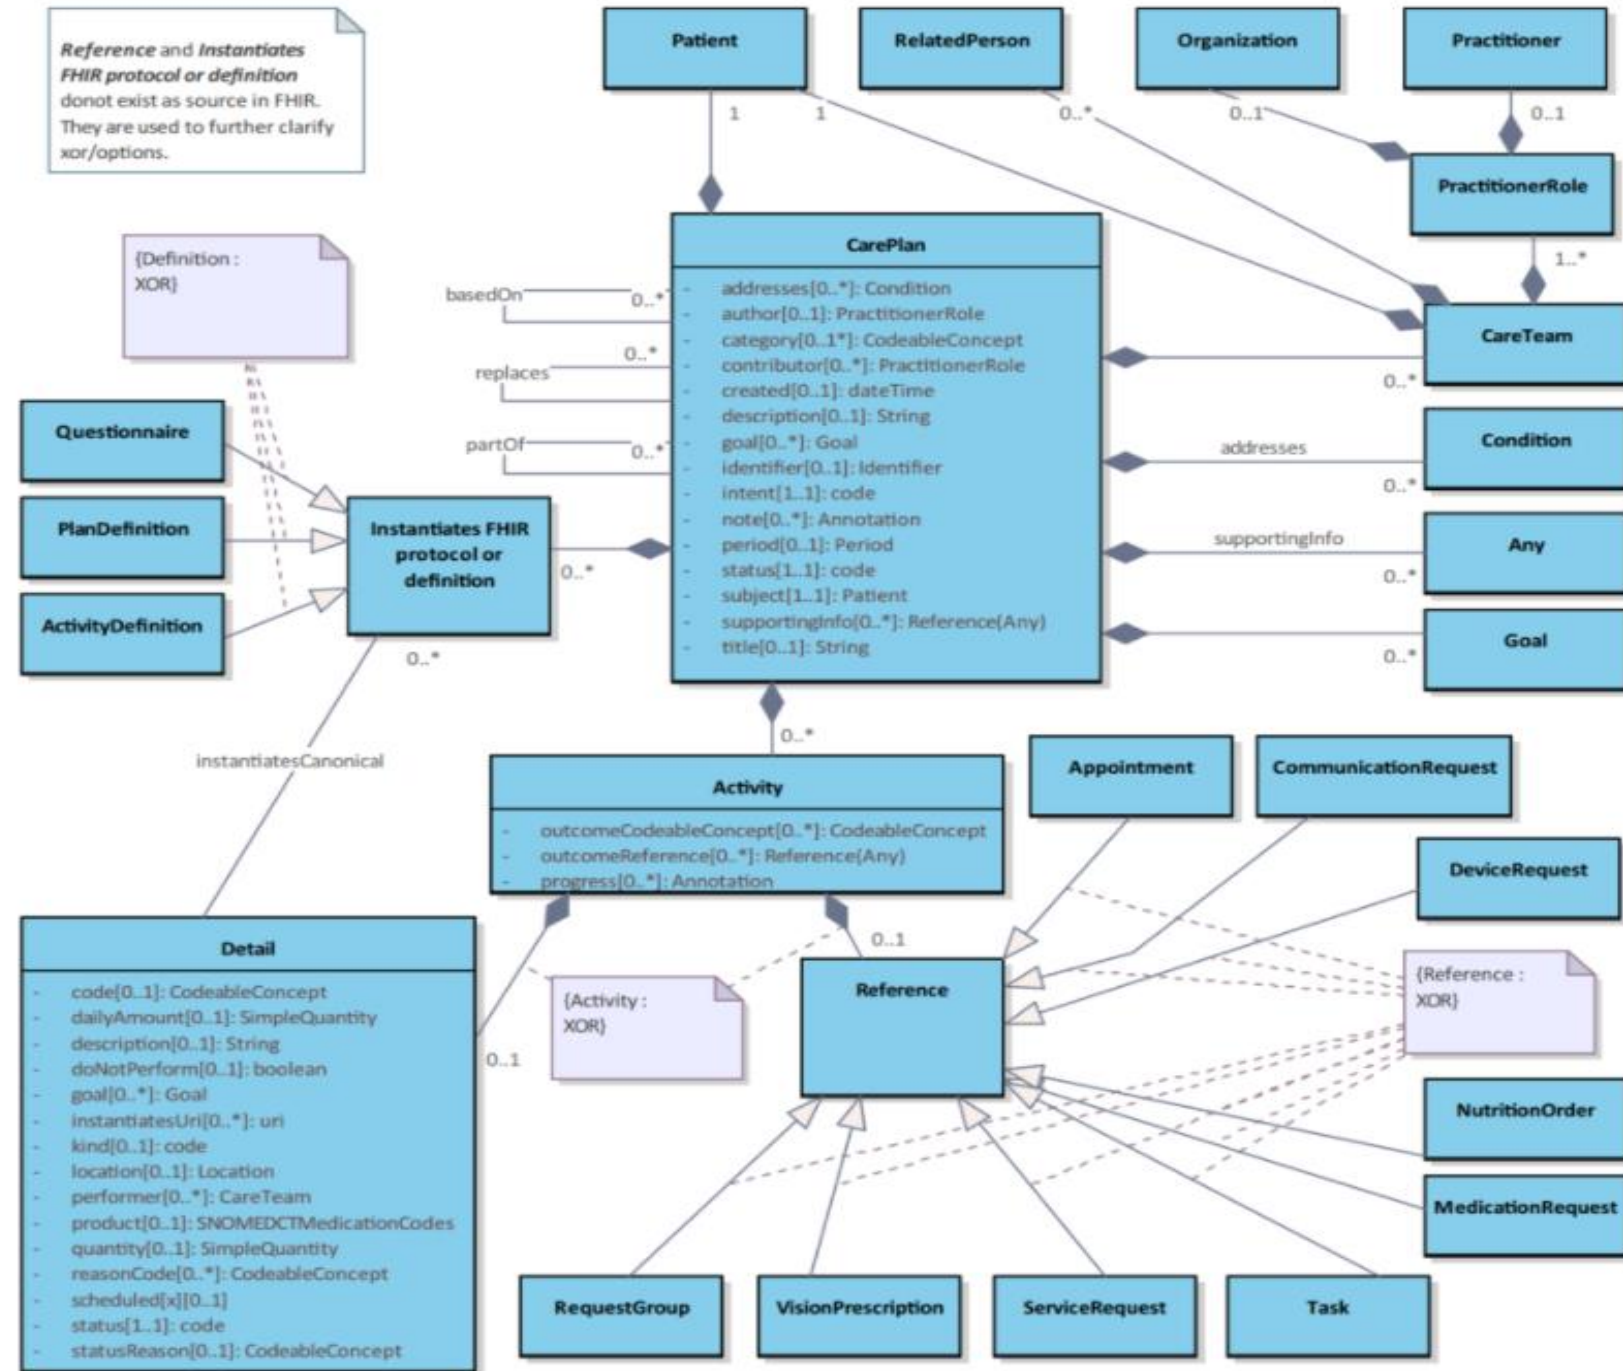 Reference and Instantiates
FHIR protocol or definition
donot exist as source in FHIR.
They are used to further clarify
xor/options.
Patient
RelatedPerson
Organization
Practitioner
1
1
0..*
0..1
0..1
PractitionerRole
1..*
{Definition :
XOR}
CarePlan
- addresses[0..*]: Condition
- author[0..1]: PractitionerRole
- category[0..1*]: CodeableConcept
- contributor[0..*]: PractitionerRole
- created[0..1]: dateTime
- description[0..1]: String
- goal[0..*]: Goal
- identifier[0..1]: Identifier
- intent[1..1]: code
- note[0..*]: Annotation
- period[0..1]: Period
- status[1..1]: code
- subject[1..1]: Patient
- supportingInfo[0..*]: Reference(Any)
- title[0..1]: String
basedOn
0..*
replaces
0..*
partOf
0..*
CareTeam
0..*
addresses
Condition
0..*
supportingInfo
Any
0..*
Goal
0..*
Questionnaire
PlanDefinition
ActivityDefinition
Instantiates FHIR
protocol or
definition
0..*
0..*
instantiatesCanonical
0..*
Activity
- outcomeCodeableConcept[0..*]: CodeableConcept
- outcomeReference[0..*]: Reference(Any)
- progress[0..*]: Annotation
Appointment
CommunicationRequest
DeviceRequest
Detail
- code[0..1]: CodeableConcept
- dailyAmount[0..1]: SimpleQuantity
- description[0..1]: String
- doNotPerform[0..1]: boolean
- goal[0..*]: Goal
- instantiatesUri[0..*]: uri
- kind[0..1]: code
- location[0..1]: Location
- performer[0..*]: CareTeam
- product[0..1]: SNOMEDCTMedicationCodes
- quantity[0..1]: SimpleQuantity
- reasonCode[0..*]: CodeableConcept
- scheduled[x][0..1]
- status[1..1]: code
- statusReason[0..1]: CodeableConcept
0..1
{Activity :
XOR}
0..1
Reference
{Reference :
XOR}
NutritionOrder
MedicationRequest
RequestGroup
VisionPrescription
ServiceRequest
Task